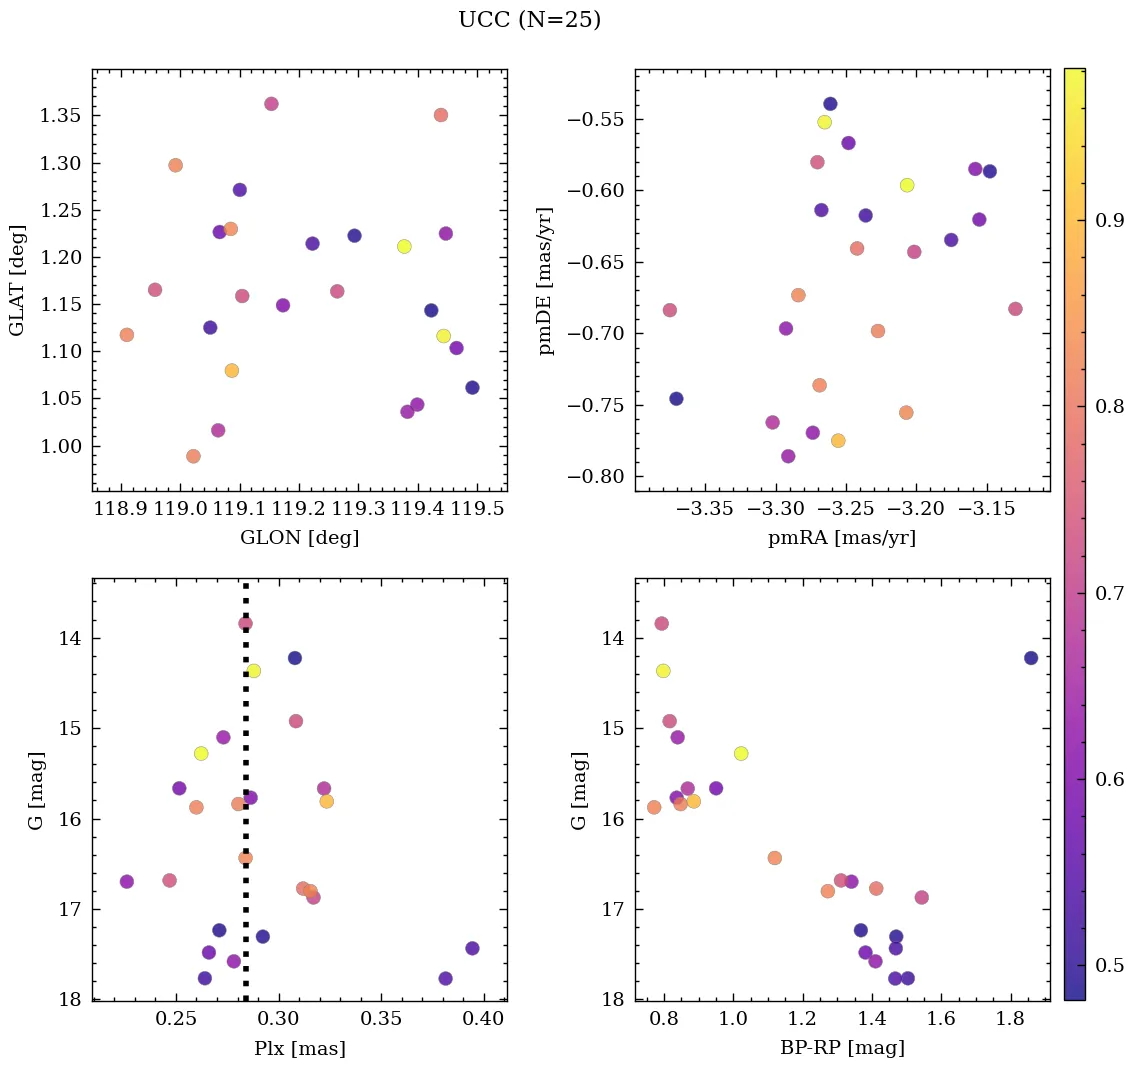 UCC (N=25)
1.35
1.30
1.25
1.20
1.15
1.10
1.05
1.00
GLAT [deg]
118.9 119.0 119.1 119.2 119.3 119.4 119.5
GLON [deg]
−0.55
−0.60
−0.65
−0.70
−0.75
−0.80
pmDE [mas/yr]
−3.35 −3.30 −3.25 −3.20 −3.15
pmRA [mas/yr]
14
15
16
17
18
G [mag]
0.25 0.30 0.35 0.40
Plx [mas]
14
15
16
17
18
G [mag]
0.8 1.0 1.2 1.4 1.6 1.8
BP-RP [mag]
0.9
0.8
0.7
0.6
0.5